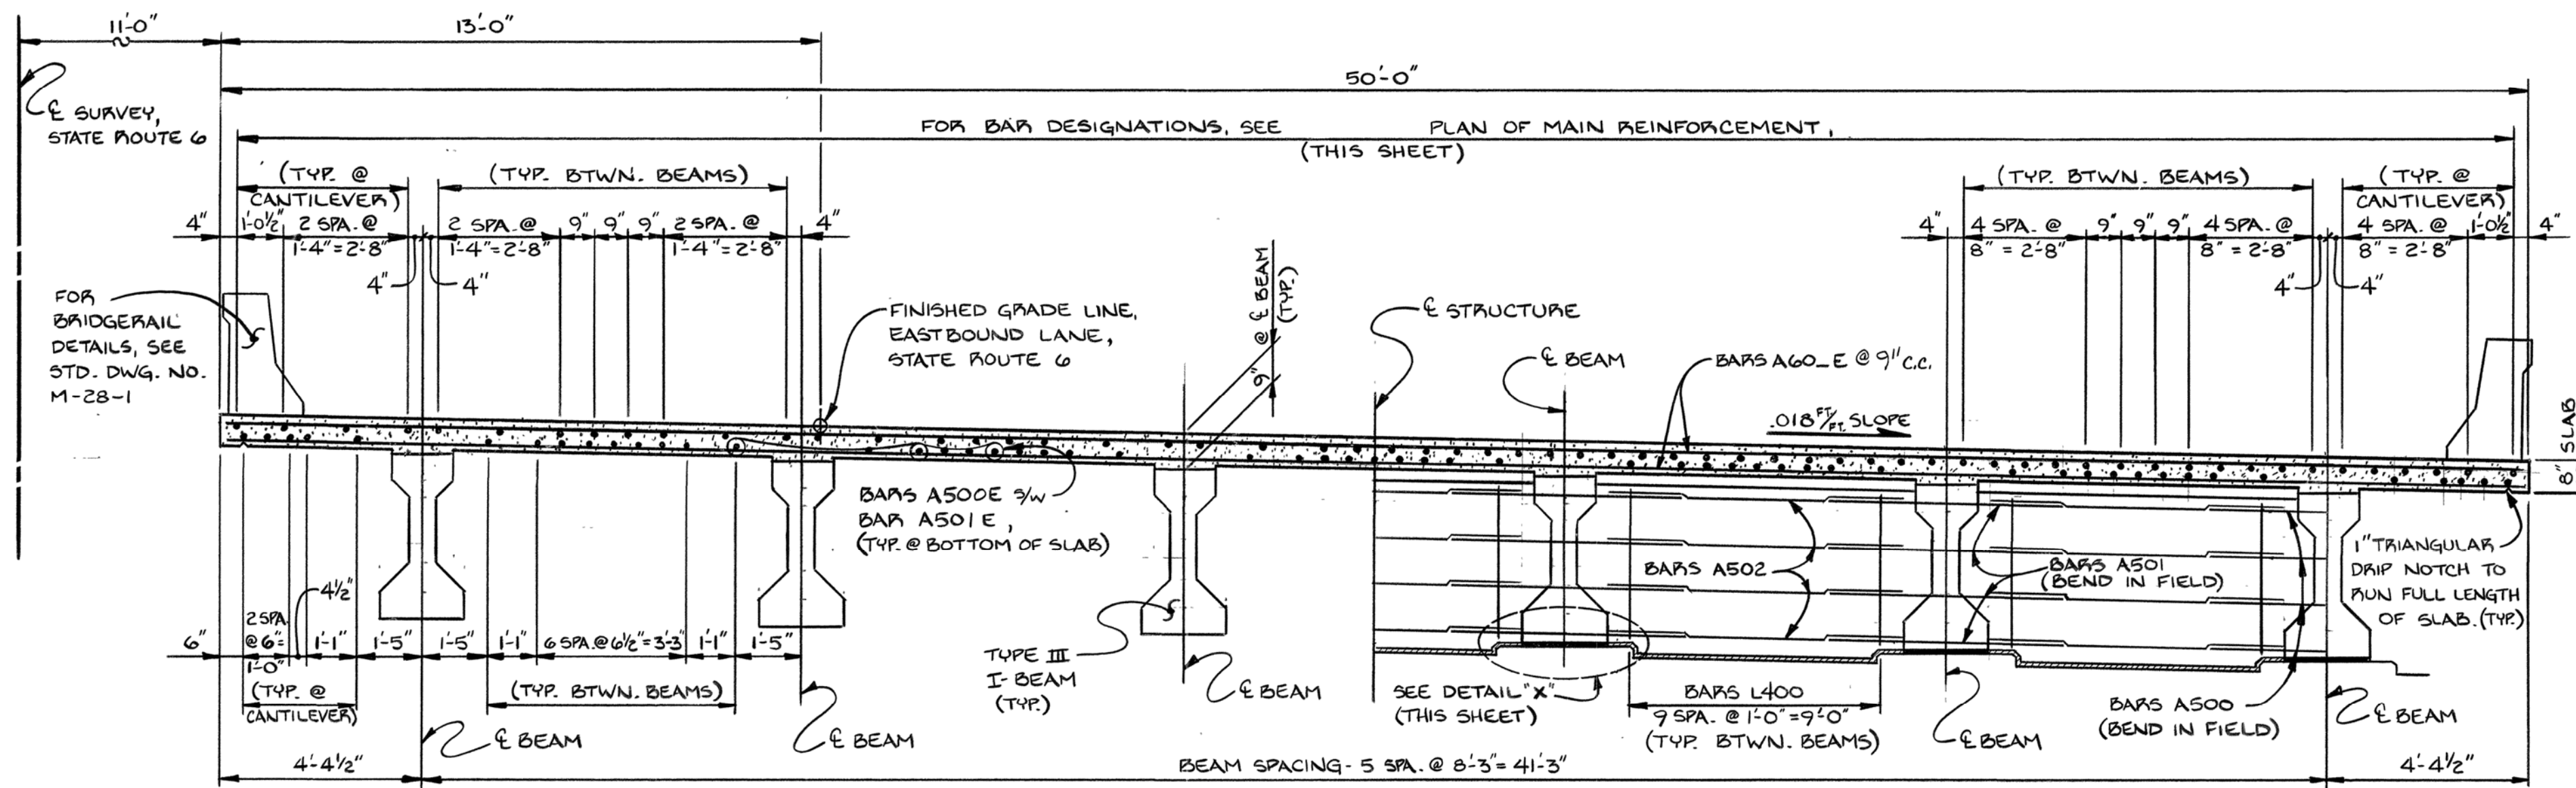 11'-0"
13'-0"
50'-0"
℄ SURVEY,
STATE ROUTE 6
FOR BAR DESIGNATIONS, SEE PLAN OF MAIN REINFORCEMENT,
(THIS SHEET)
(TYP. @
CANTILEVER)
(TYP. BTWN. BEAMS)
(TYP. BTWN. BEAMS)
(TYP. @
CANTILEVER)
4" 1'-0½" 2 SPA. @ 2 SPA. @ 9" 9" 9" 2 SPA. @ 4"
1'-4"=2'-8" 1'-4"=2'-8" 1'-4"=2'-8"
4" 4"
4" 4 SPA. @ 9" 9" 9" 4 SPA. @ 4 SPA. @ 1'-0½" 4"
8" = 2'-8" 8" = 2'-8" 8" = 2'-8"
4" 4"
FOR
BRIDGERAIL
DETAILS, SEE
STD. DWG. NO.
M-28-1
FINISHED GRADE LINE,
EASTBOUND LANE,
STATE ROUTE 6
9" @ ℄ BEAM
(TYP.)
℄ STRUCTURE
℄ BEAM
BARS A60_E @ 9" C.C.
.018 FT/FT. SLOPE
8" SLAB
BARS A500E S/W
BAR A501E,
(TYP. @ BOTTOM OF SLAB)
BARS A502
BARS A501
(BEND IN FIELD)
1" TRIANGULAR
DRIP NOTCH TO
RUN FULL LENGTH
OF SLAB. (TYP.)
4½"
6" 2 SPA. 1'-1" 1'-5" 1'-5" 1'-1" 6 SPA. @ 6½"=3'-3" 1'-1" 1'-5"
@ 6"=
1'-0"
(TYP. @
CANTILEVER)
(TYP. BTWN. BEAMS)
TYPE III
I-BEAM
(TYP.)
℄ BEAM
SEE DETAIL "X"
(THIS SHEET)
BARS L400
9 SPA. @ 1'-0"=9'-0"
(TYP. BTWN. BEAMS)
BARS A500
(BEND IN FIELD)
℄ BEAM
℄ BEAM
℄ BEAM
℄ BEAM
4'-4½"
BEAM SPACING - 5 SPA. @ 8'-3"= 41'-3"
4'-4½"